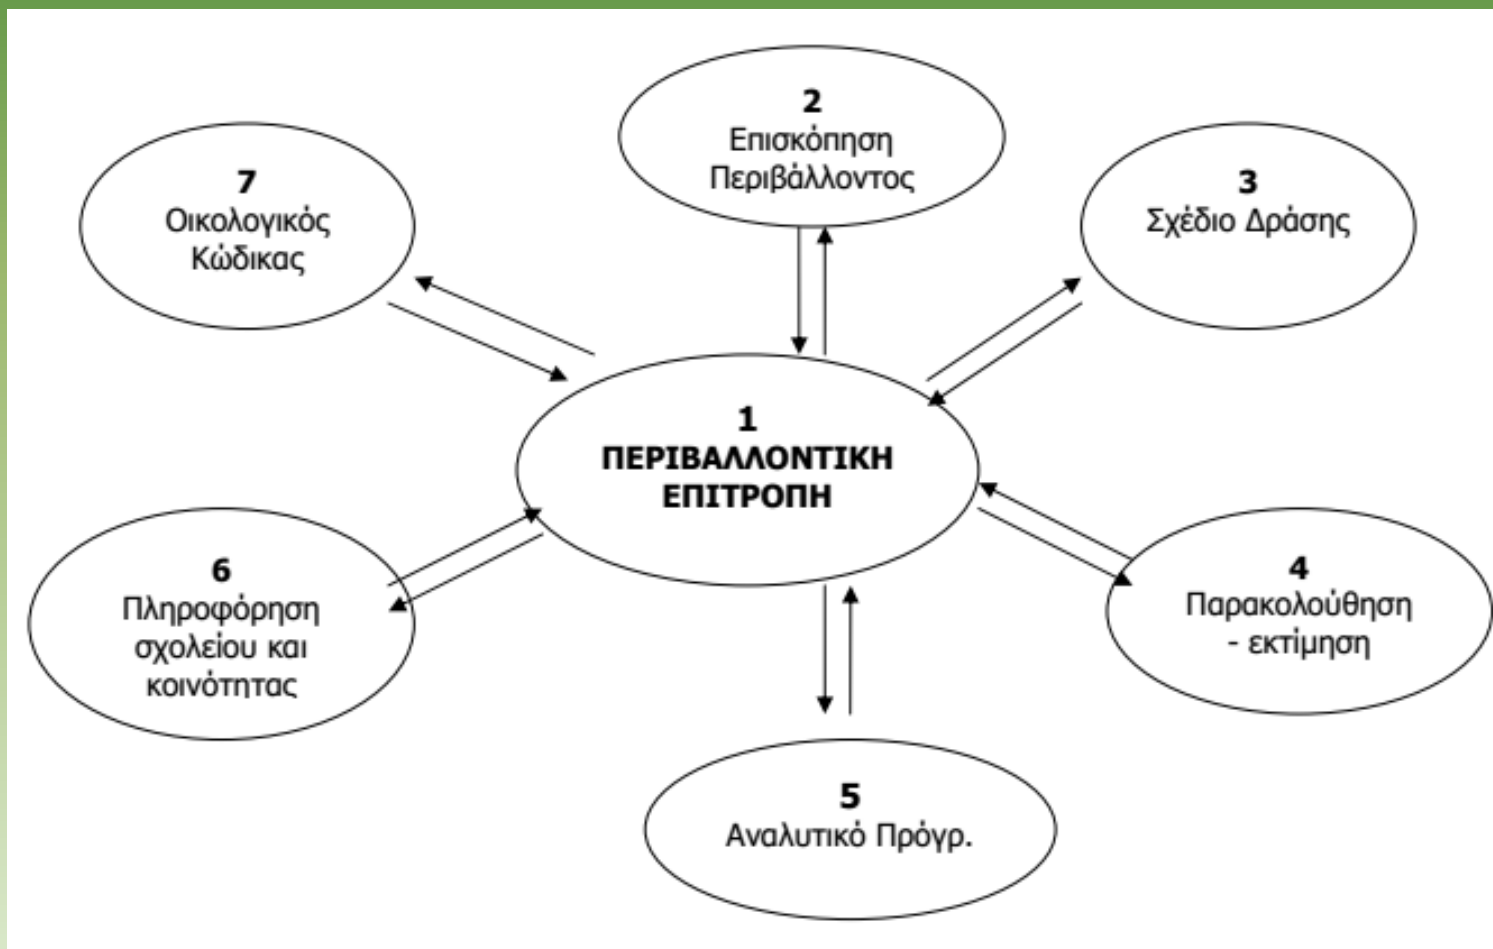 1
ΠΕΡΙΒΑΛΛΟΝΤΙΚΗ
ΕΠΙΤΡΟΠΗ
2
Επισκόπηση
Περιβάλλοντος
3
Σχέδιο Δράσης
4
Παρακολούθηση
- εκτίμηση
5
Αναλυτικό Πρόγρ.
6
Πληροφόρηση
σχολείου και
κοινότητας
7
Οικολογικός
Κώδικας